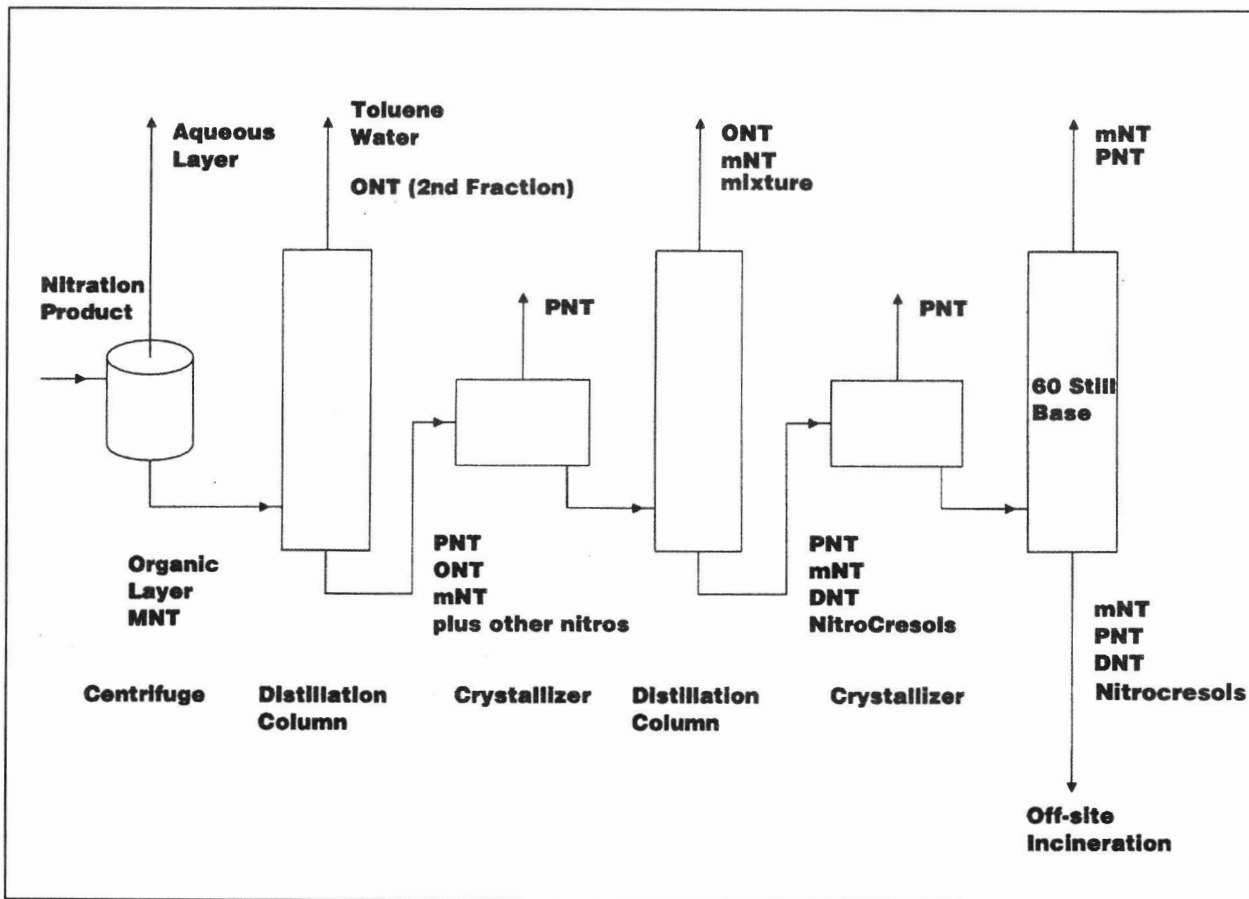 Aqueous
Layer
Toluene
Water
ONT (2nd Fraction)
ONT
mNT
mixture
mNT
PNT
Nitration
Product
PNT
PNT
60 Still
Base
Organic
Layer
MNT
PNT
ONT
mNT
plus other nitros
PNT
mNT
DNT
NitroCresols
mNT
PNT
DNT
Nitrocresols
Centrifuge
Distillation
Column
Crystallizer
Distillation
Column
Crystallizer
Off-site
Incineration